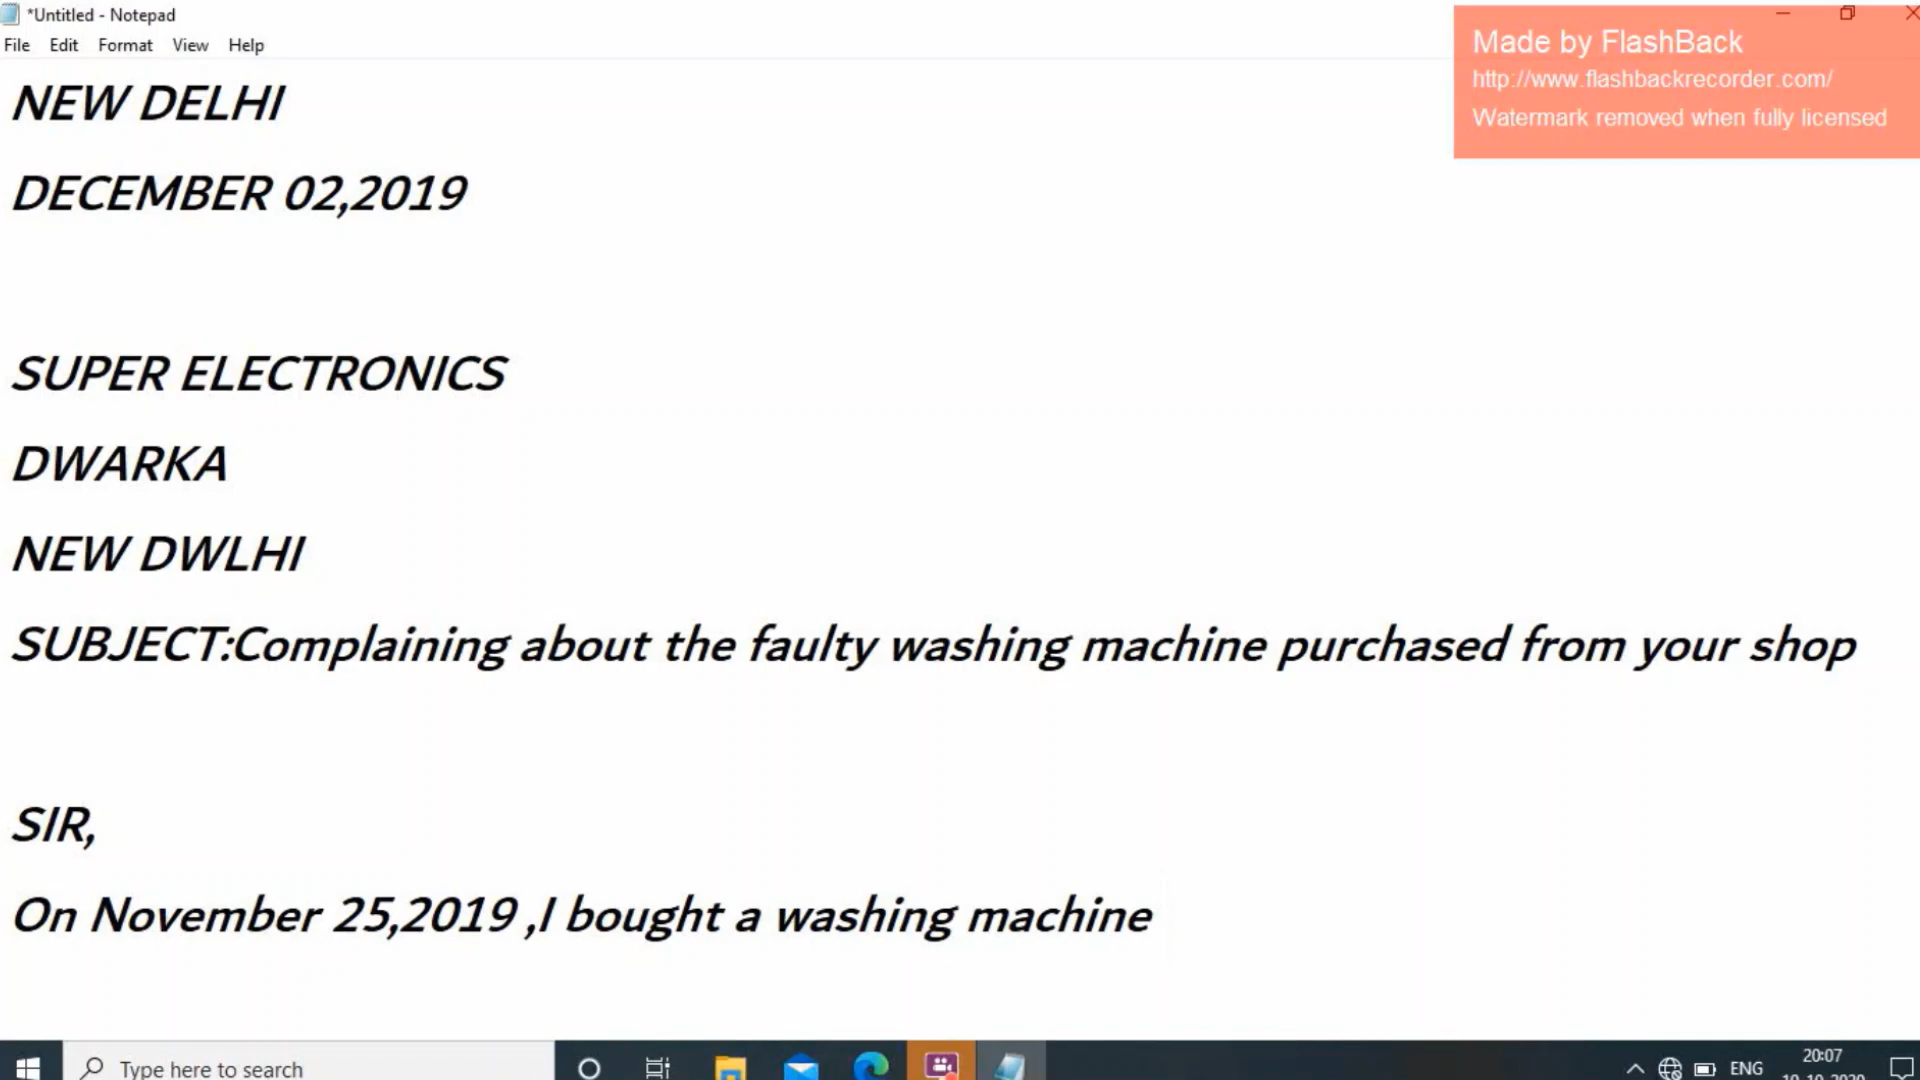 *Untitled - Notepad
File Edit Format View Help
Made by FlashBack
http://www.flashbackrecorder.com/
Watermark removed when fully licensed
NEW DELHI
DECEMBER 02,2019
SUPER ELECTRONICS
DWARKA
NEW DWLHI
SUBJECT:Complaining about the faulty washing machine purchased from your shop
SIR,
On November 25,2019 ,I bought a washing machine
Type here to search
ENG
20:07